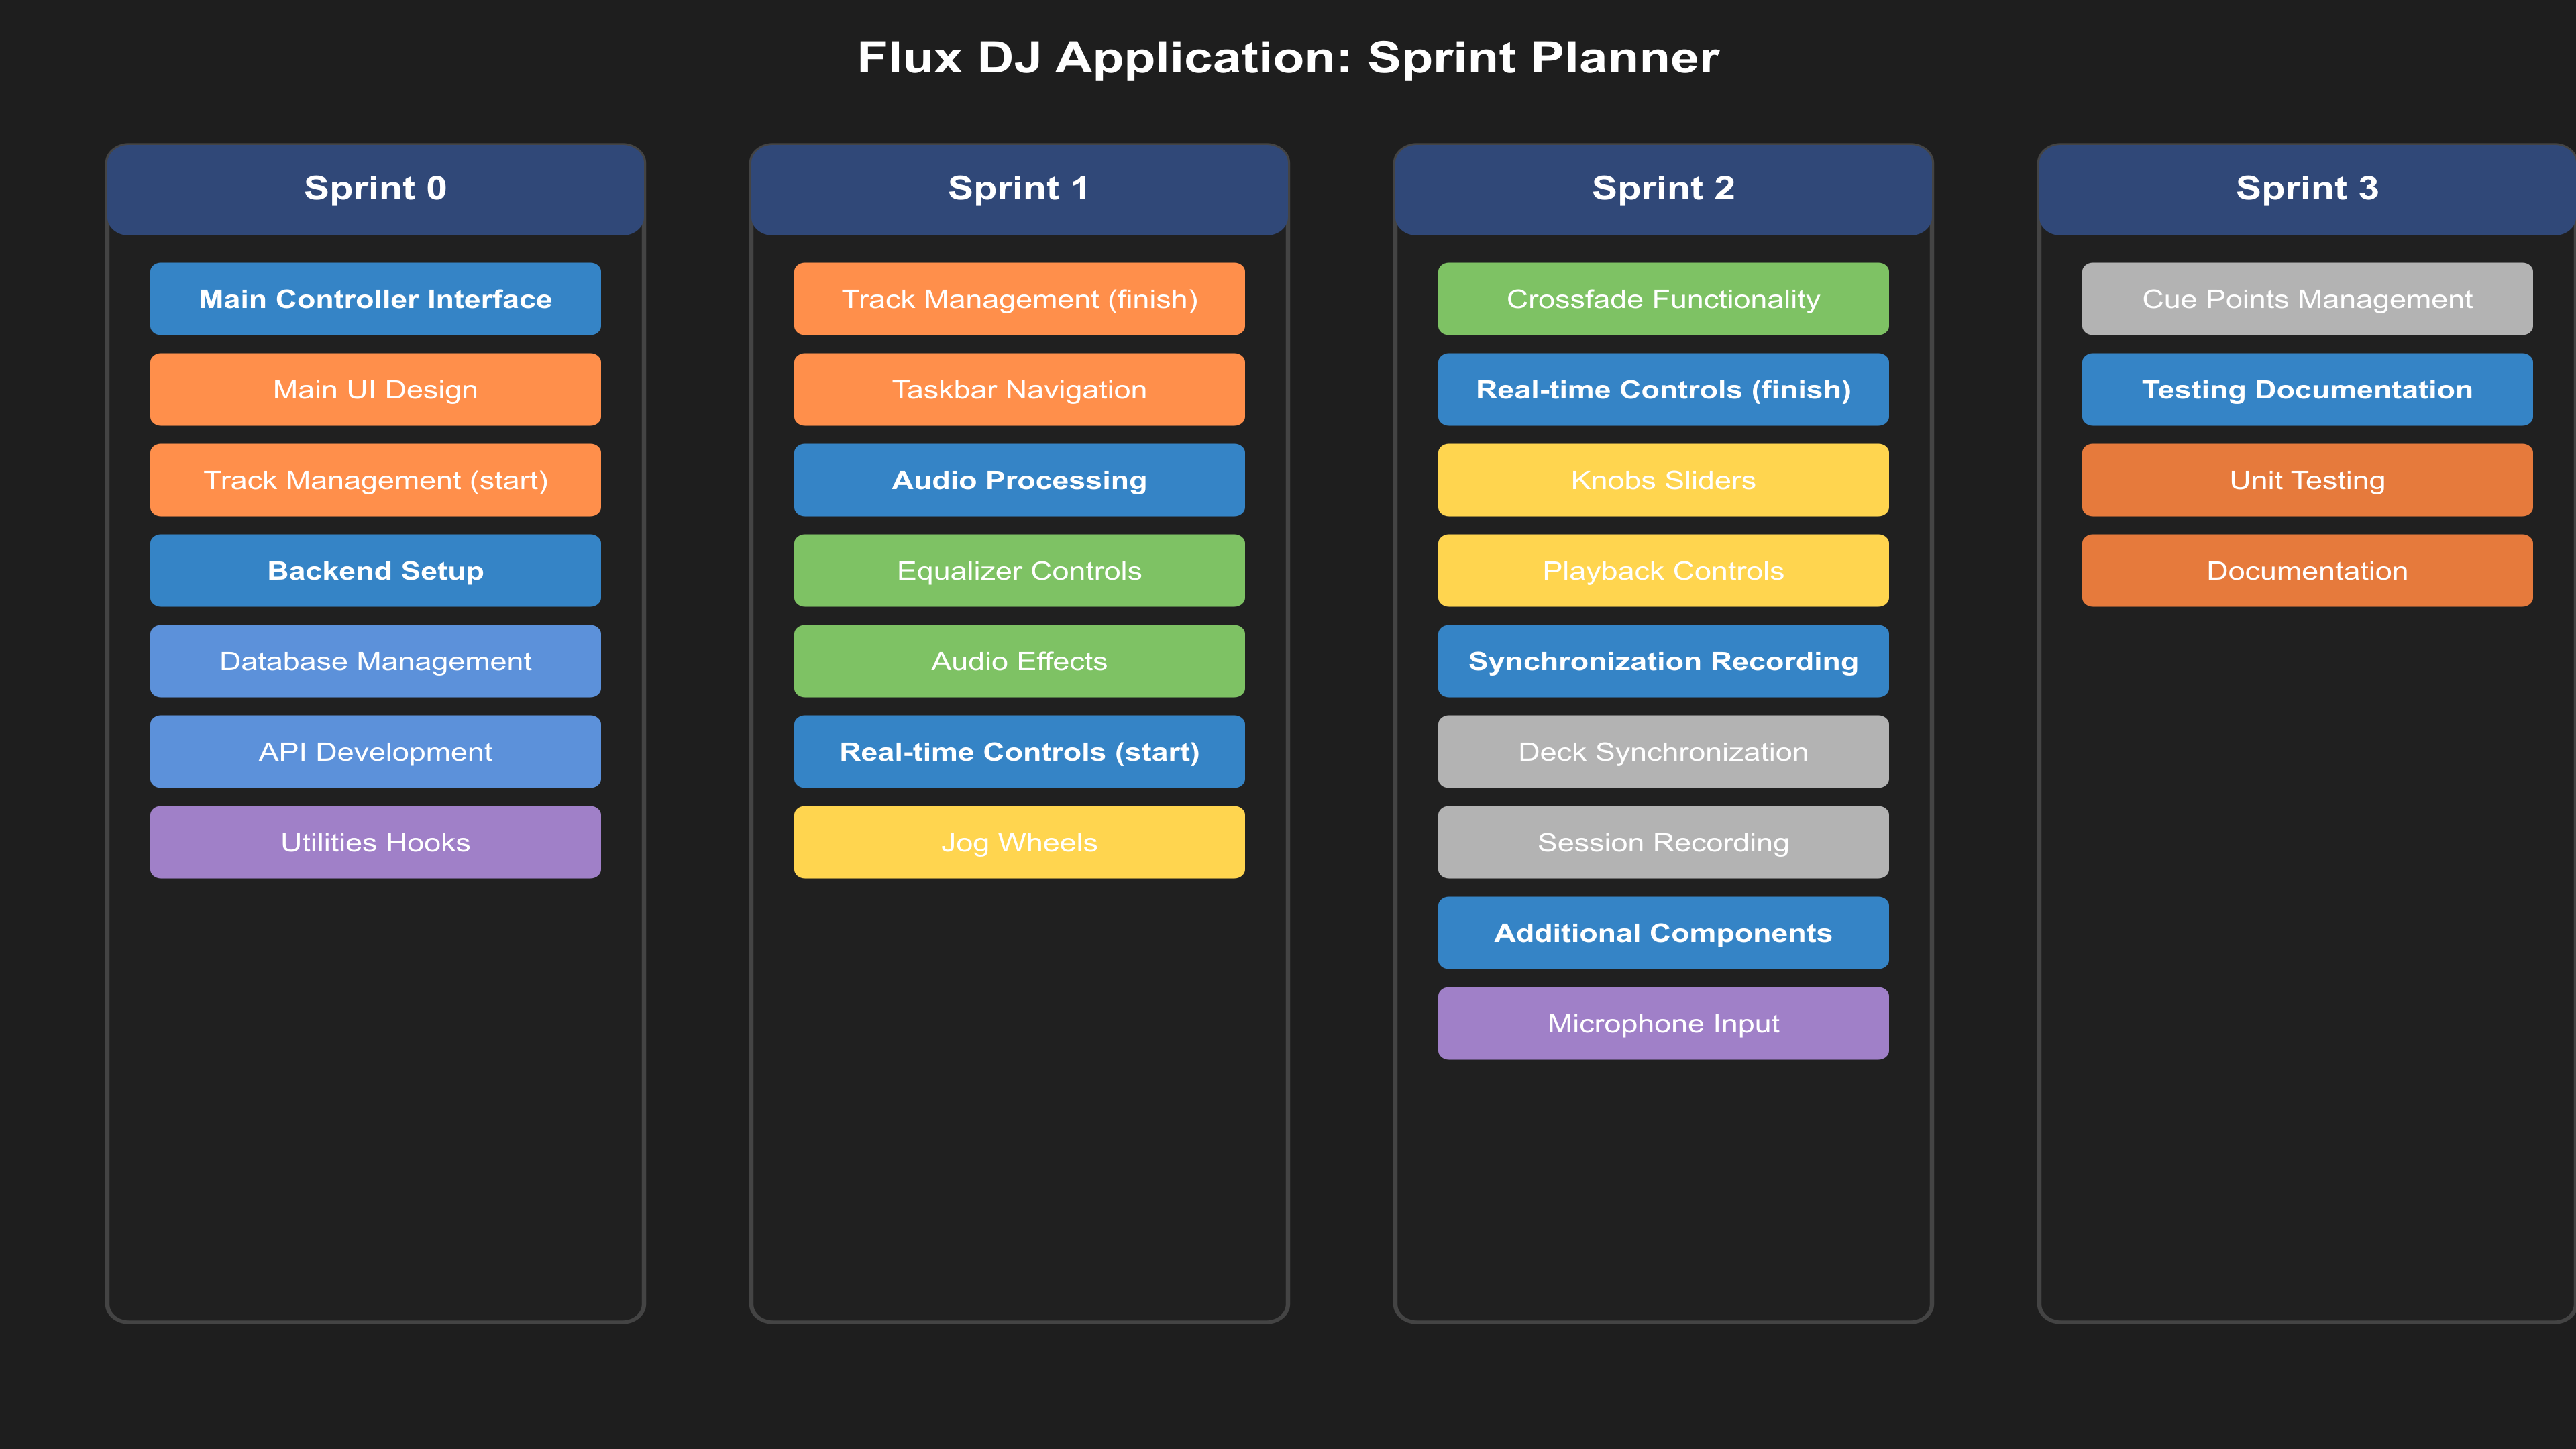 Flux DJ Application: Sprint Planner
Sprint 0
Main Controller Interface
Main UI Design
Track Management (start)
Backend Setup
Database Management
API Development
Utilities Hooks
Sprint 1
Track Management (finish)
Taskbar Navigation
Audio Processing
Equalizer Controls
Audio Effects
Real-time Controls (start)
Jog Wheels
Sprint 2
Crossfade Functionality
Real-time Controls (finish)
Knobs Sliders
Playback Controls
Synchronization Recording
Deck Synchronization
Session Recording
Additional Components
Microphone Input
Sprint 3
Cue Points Management
Testing Documentation
Unit Testing
Documentation